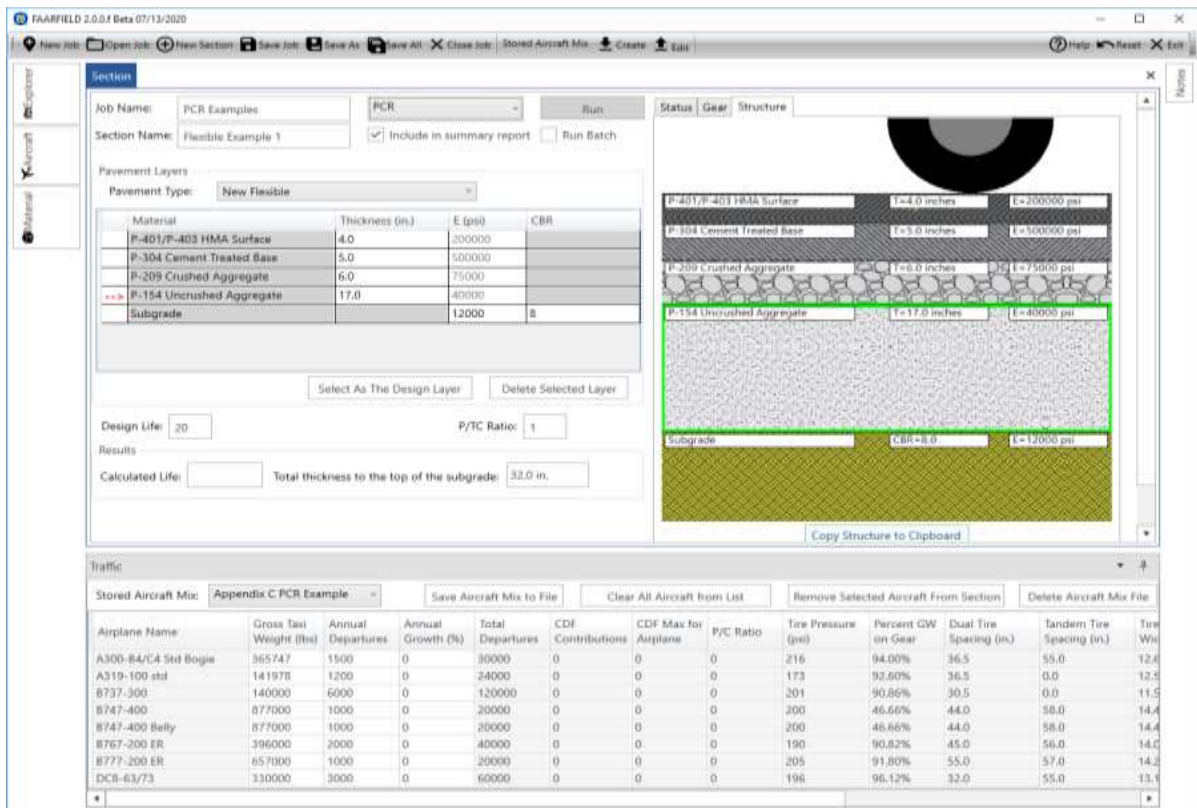 FAARFIELD 2.0.0.f Beta 07/13/2020
New Job Open Job New Section Save Job Save As Save All Close Job Stored Aircraft Mix Create Edit Help Reset Exit
Explorer
Aircraft
Material
Notes
Section
Job Name: PCR Examples PCR Run
Section Name: Flexible Example 1 Include in summary report Run Batch
Pavement Layers
Pavement Type: New Flexible
Material Thickness (in.) E (psi) CBR
P-401/P-403 HMA Surface 4.0 200000
P-304 Cement Treated Base 5.0 500000
P-209 Crushed Aggregate 6.0 75000
==> P-154 Uncrushed Aggregate 17.0 40000
Subgrade 12000 8
Select As The Design Layer Delete Selected Layer
Design Life: 20 P/TC Ratio: 1
Results
Calculated Life: Total thickness to the top of the subgrade: 32.0 in.
Status Gear Structure
P-401/P-403 HMA Surface T=4.0 inches E=200000 psi
P-304 Cement Treated Base T=5.0 inches E=500000 psi
P-209 Crushed Aggregate T=6.0 inches E=75000 psi
P-154 Uncrushed Aggregate T=17.0 inches E=40000 psi
Subgrade CBR=8.0 E=12000 psi
Copy Structure to Clipboard
Traffic
Stored Aircraft Mix: Appendix C PCR Example Save Aircraft Mix to File Clear All Aircraft from List Remove Selected Aircraft From Section Delete Aircraft Mix File
Airplane Name Gross Taxi Weight (lbs) Annual Departures Annual Growth (%) Total Departures CDF Contributions CDF Max for Airplane P/C Ratio Tire Pressure (psi) Percent GW on Gear Dual Tire Spacing (in.) Tandem Tire Spacing (in.) Tire
A300-B4/C4 Std Bogie 365747 1500 0 30000 0 0 0 216 94.00% 36.5 55.0
A319-100 std 141978 1200 0 24000 0 0 0 173 92.60% 36.5 0.0
B737-300 140000 6000 0 120000 0 0 0 201 90.86% 30.5 0.0
B747-400 877000 1000 0 20000 0 0 0 200 46.66% 44.0 58.0
B747-400 Belly 877000 1000 0 20000 0 0 0 200 46.66% 44.0 58.0
B767-200 ER 396000 2000 0 40000 0 0 0 190 90.82% 45.0 56.0
B777-200 ER 657000 1000 0 20000 0 0 0 205 91.80% 55.0 57.0
DC8-63/73 330000 3000 0 60000 0 0 0 196 96.12% 32.0 55.0